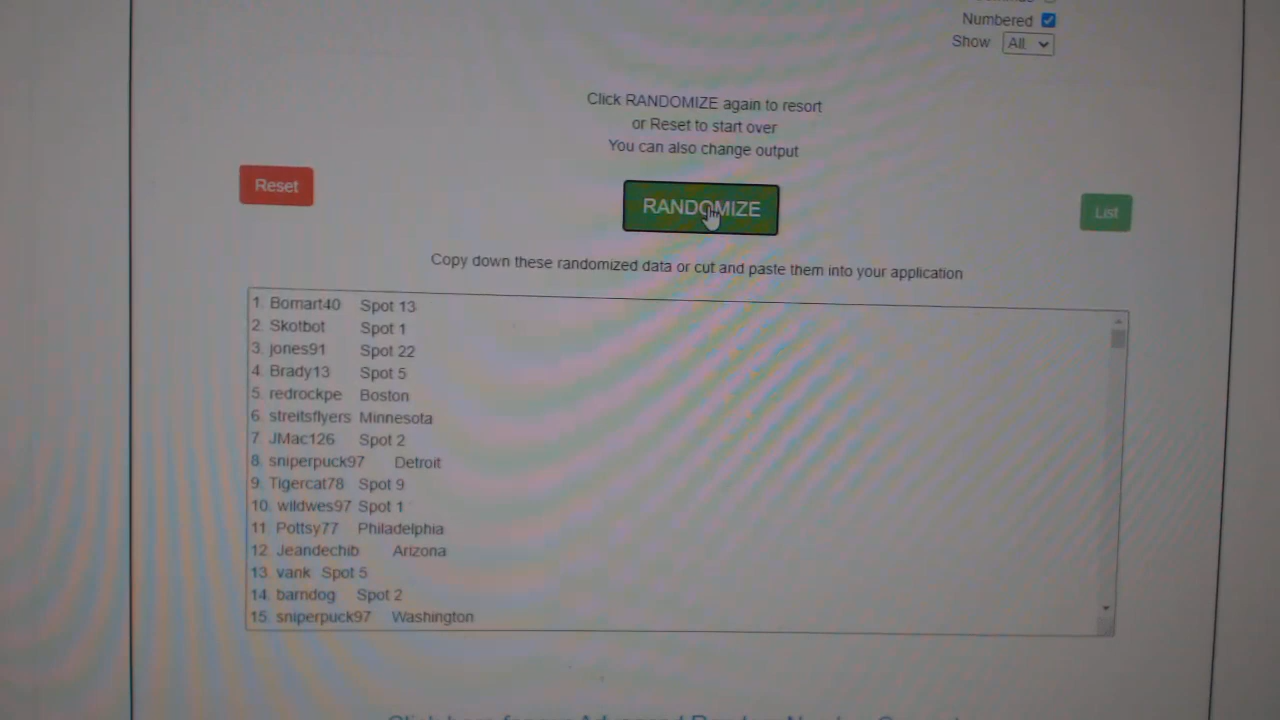 Numbered
Show All
Click RANDOMIZE again to resort
or Reset to start over
You can also change output
Reset
RANDOMIZE
List
Copy down these randomized data or cut and paste them into your application
1. Bomart40 Spot 13
2. Skotbot Spot 1
3. jones91 Spot 22
4. Brady13 Spot 5
5. redrockpe Boston
6. streitsflyers Minnesota
7. JMac126 Spot 2
8. sniperpuck97 Detroit
9. Tigercat78 Spot 9
10. wildwes97 Spot 1
11. Pottsy77 Philadelphia
12. Jeandechib Arizona
13. vank Spot 5
14. barndog Spot 2
15. sniperpuck97 Washington